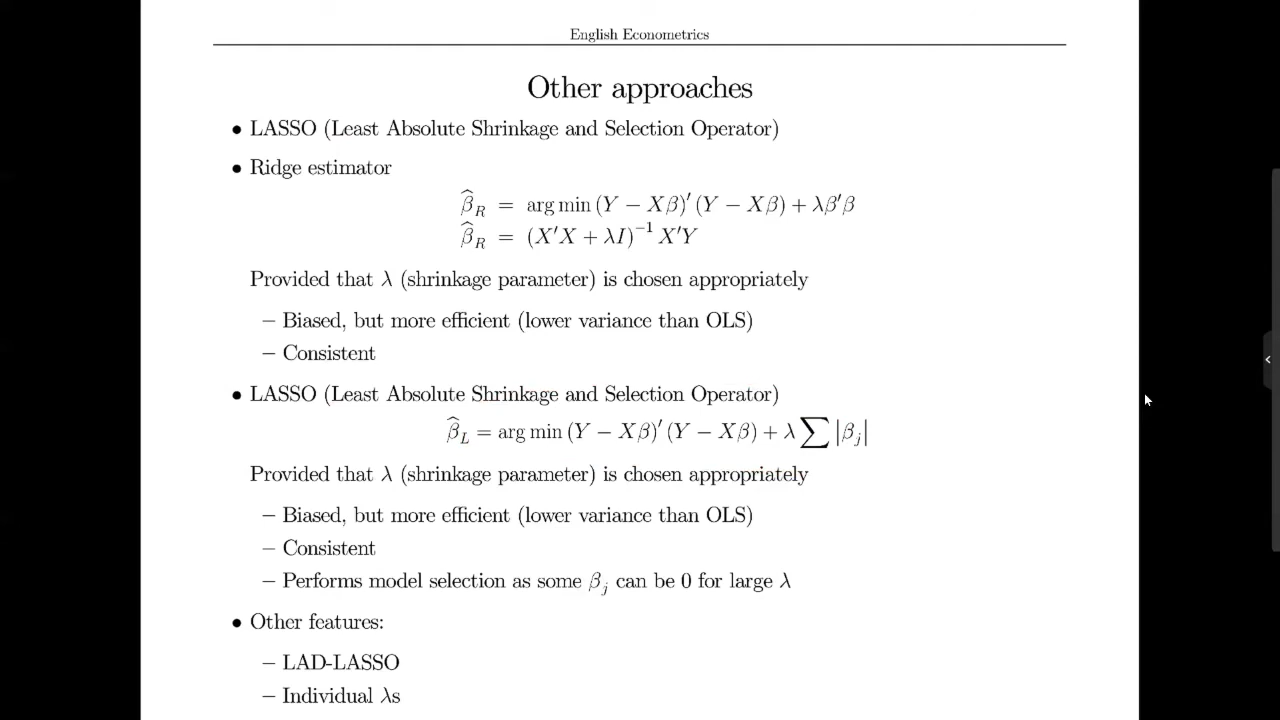 English Econometrics
Other approaches
• LASSO (Least Absolute Shrinkage and Selection Operator)
• Ridge estimator
β̂_R = arg min (Y − Xβ)′ (Y − Xβ) + λβ′β
β̂_R = (X′X + λI)⁻¹ X′Y
Provided that λ (shrinkage parameter) is chosen appropriately
– Biased, but more efficient (lower variance than OLS)
– Consistent
• LASSO (Least Absolute Shrinkage and Selection Operator)
β̂_L = arg min (Y − Xβ)′ (Y − Xβ) + λ ∑ |β_j|
Provided that λ (shrinkage parameter) is chosen appropriately
– Biased, but more efficient (lower variance than OLS)
– Consistent
– Performs model selection as some β_j can be 0 for large λ
• Other features:
– LAD-LASSO
– Individual λs